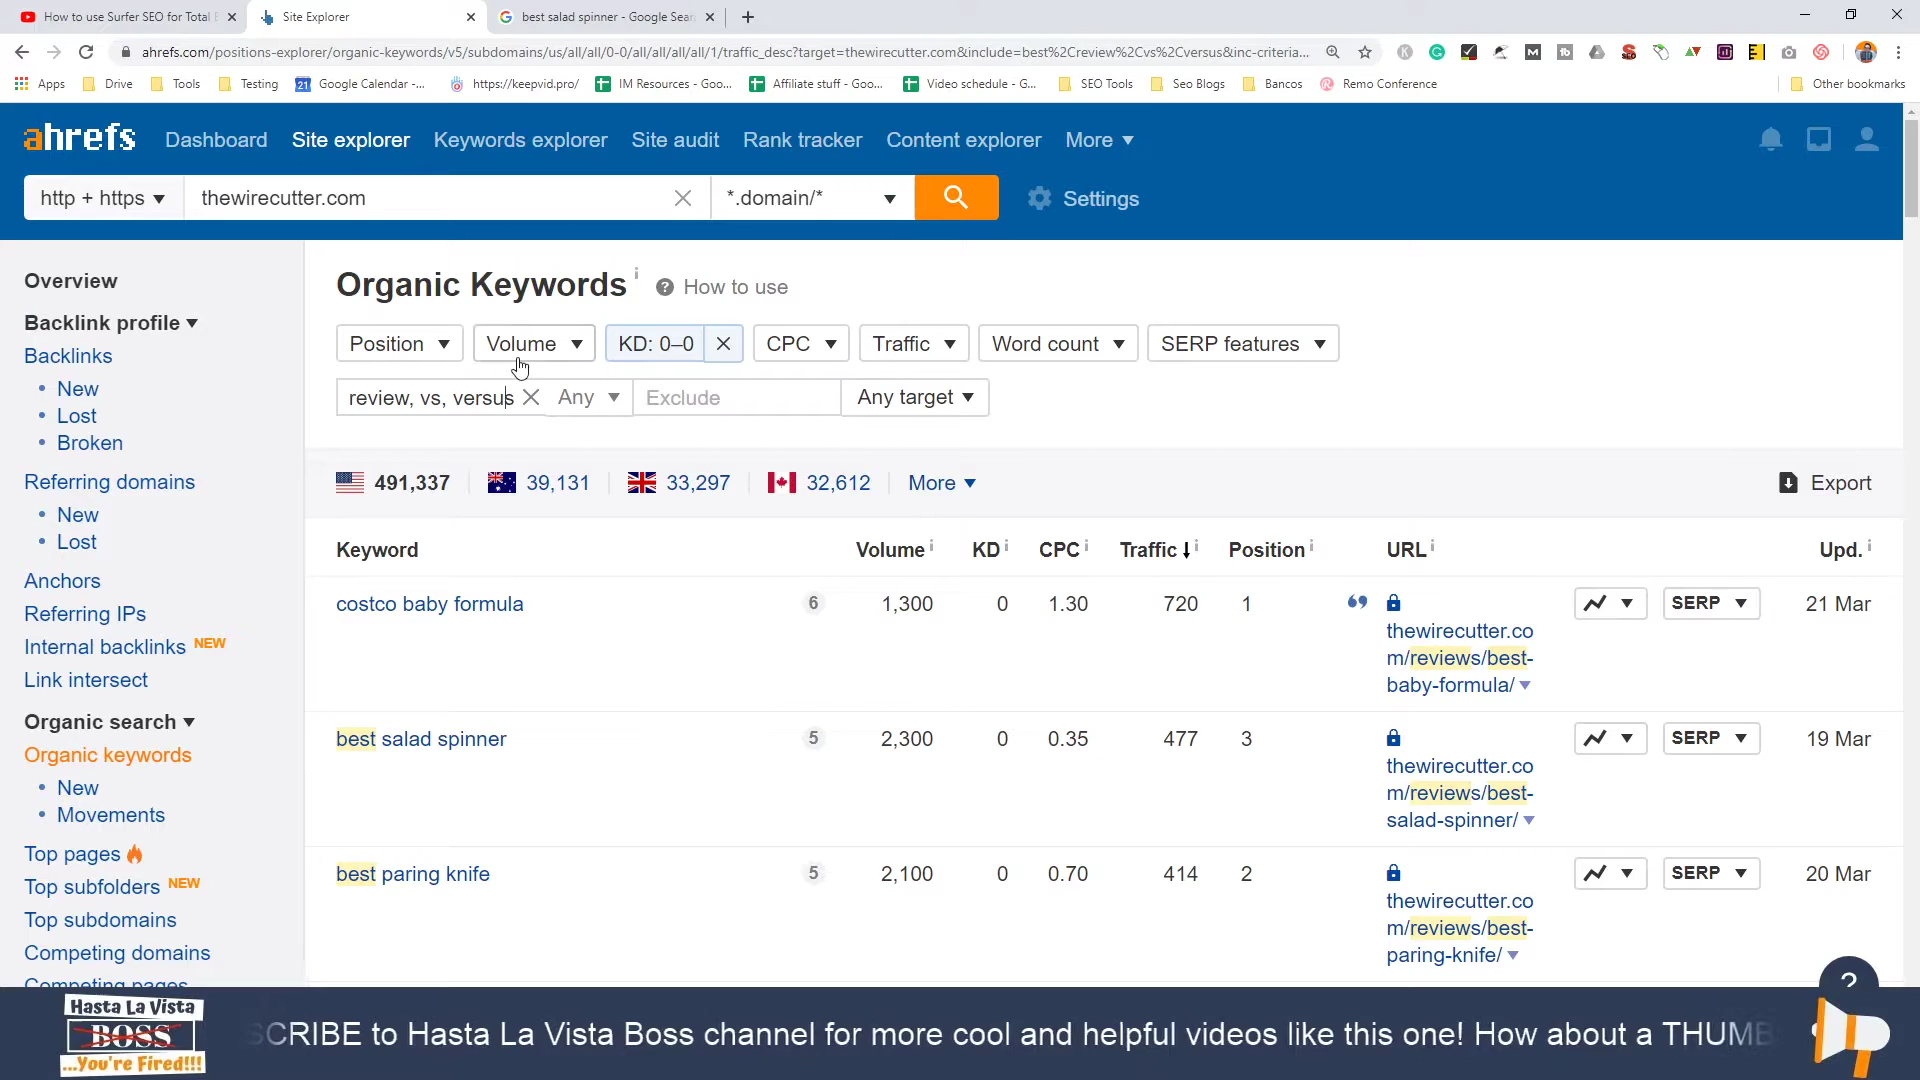 How to use Surfer SEO for Total
Site Explorer
best salad spinner - Google Sear
ahrefs.com/positions-explorer/organic-keywords/v5/subdomains/us/all/all/0-0/all/all/all/all/1/traffic_desc?target=thewirecutter.com&include=best%2Creview%2Cvs%2Cversus&inc-criteria...
Apps
Drive
Tools
Testing
Google Calendar -...
https://keepvid.pro/
IM Resources - Goo...
Affiliate stuff - Goo...
Video schedule - G...
SEO Tools
Seo Blogs
Bancos
Remo Conference
Other bookmarks
ahrefs
Dashboard
Site explorer
Keywords explorer
Site audit
Rank tracker
Content explorer
More
http + https
thewirecutter.com
*.domain/*
Settings
Overview
Backlink profile
Backlinks
New
Lost
Broken
Referring domains
New
Lost
Anchors
Referring IPs
Internal backlinks NEW
Link intersect
Organic search
Organic keywords
New
Movements
Top pages
Top subfolders NEW
Top subdomains
Competing domains
Competing pages
Organic Keywords
How to use
Position
Volume
KD: 0–0
CPC
Traffic
Word count
SERP features
review, vs, versus
Any
Exclude
Any target
491,337
39,131
33,297
32,612
More
Export
Keyword Volume KD CPC Traffic Position URL Upd.
costco baby formula 6 1,300 0 1.30 720 1 SERP 21 Mar
thewirecutter.co
m/reviews/best-
baby-formula/
best salad spinner 5 2,300 0 0.35 477 3 SERP 19 Mar
thewirecutter.co
m/reviews/best-
salad-spinner/
best paring knife 5 2,100 0 0.70 414 2 SERP 20 Mar
thewirecutter.co
m/reviews/best-
paring-knife/
?
Hasta La Vista
BOSS
...You're Fired!!!
SCRIBE to Hasta La Vista Boss channel for more cool and helpful videos like this one! How about a THUMB